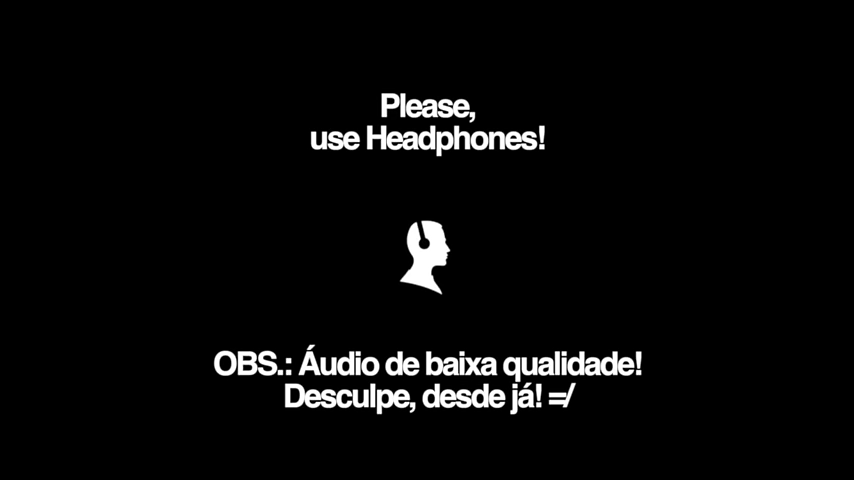 Please,
use Headphones!
OBS.: Áudio de baixa qualidade!
Desculpe, desde já! =/